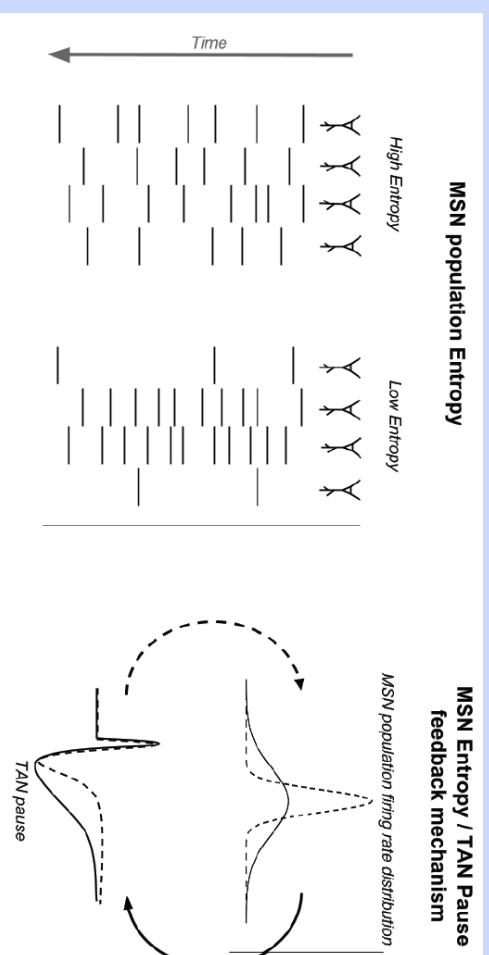 MSN population Entropy
High Entropy
Low Entropy
Time
MSN Entropy / TAN Pause
feedback mechanism
MSN population firing rate distribution
TAN pause